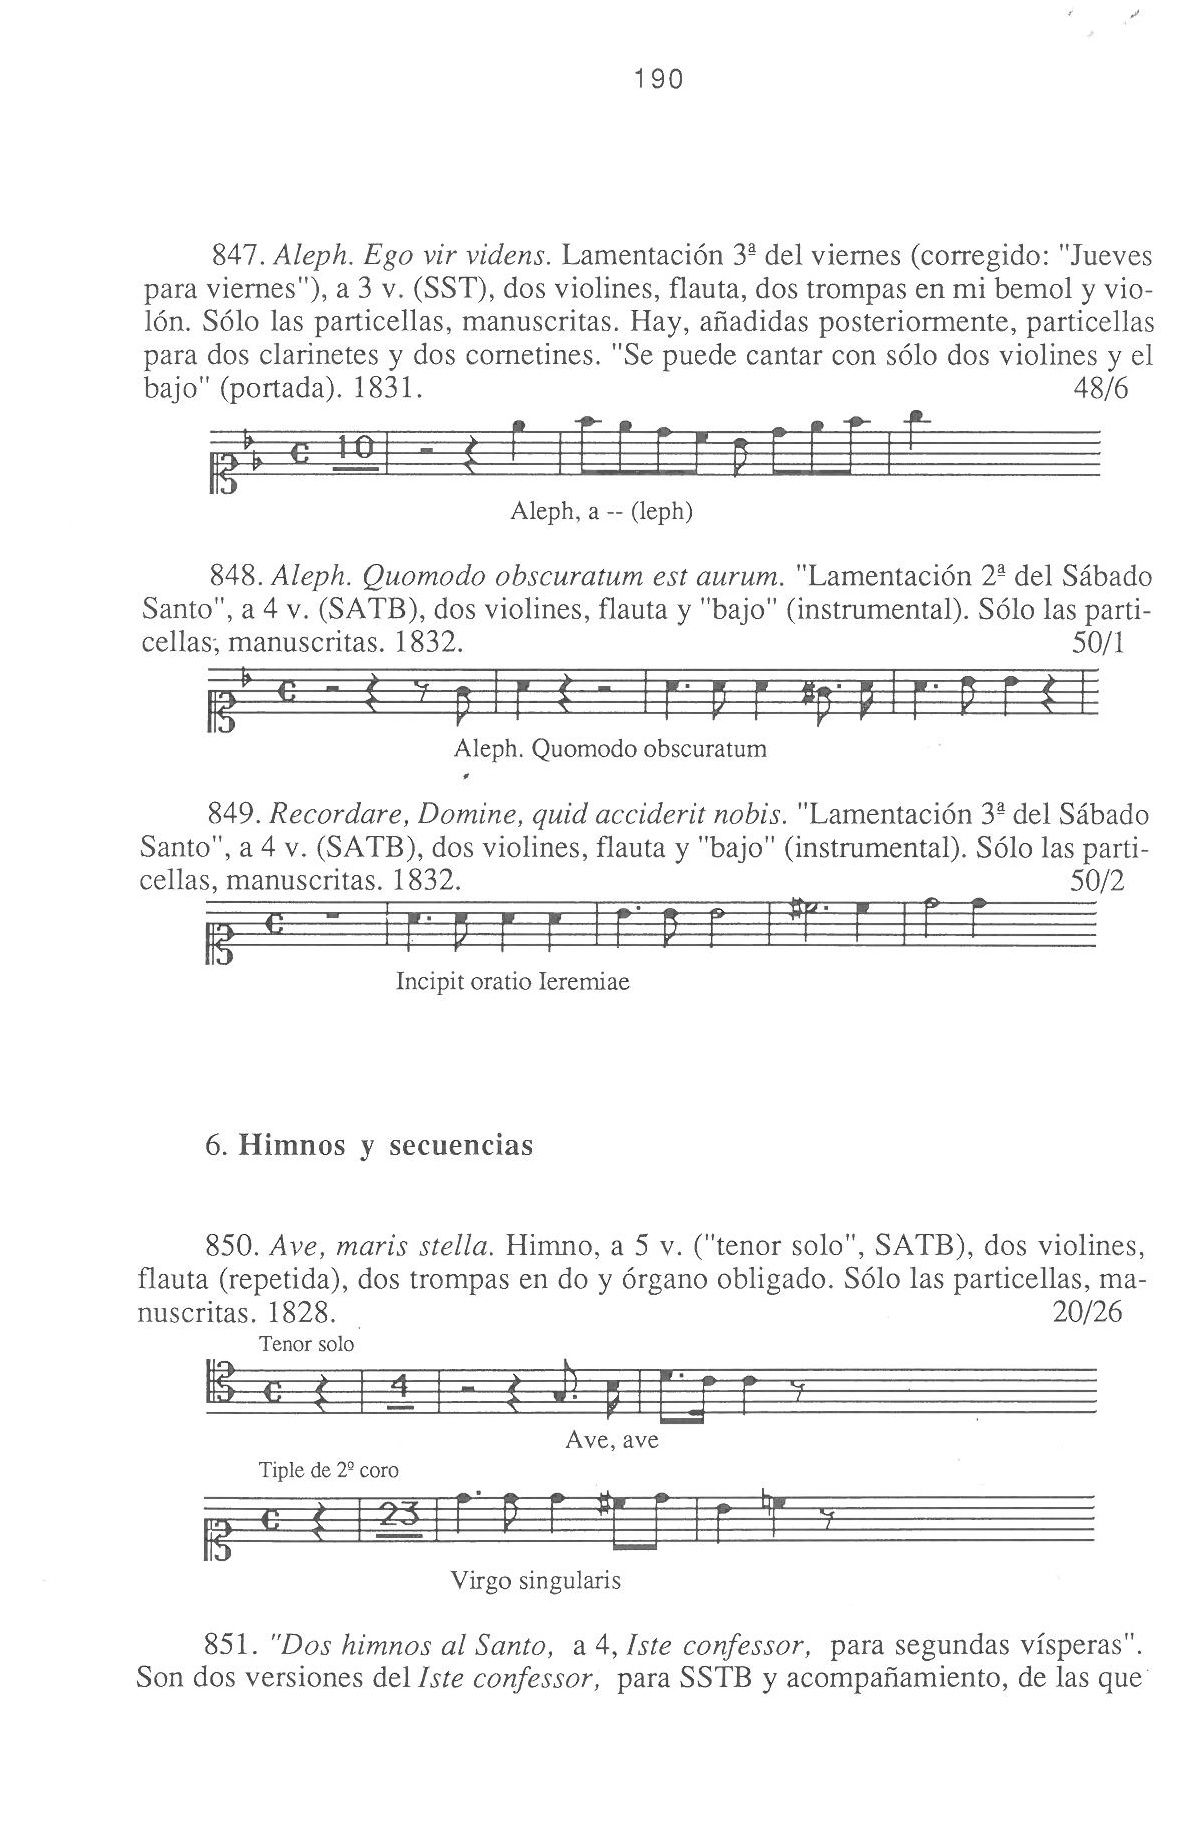 190
847. Aleph. Ego vir videns. Lamentación 3ª del viernes (corregido: "Jueves
para viernes"), a 3 v. (SST), dos violines, flauta, dos trompas en mi bemol y vio-
lón. Sólo las particellas, manuscritas. Hay, añadidas posteriormente, particellas
para dos clarinetes y dos cornetines. "Se puede cantar con sólo dos violines y el
bajo" (portada). 1831. 48/6
10
Aleph, a -- (leph)
848. Aleph. Quomodo obscuratum est aurum. "Lamentación 2ª del Sábado
Santo", a 4 v. (SATB), dos violines, flauta y "bajo" (instrumental). Sólo las parti-
cellas, manuscritas. 1832. 50/1
Aleph. Quomodo obscuratum
849. Recordare, Domine, quid acciderit nobis. "Lamentación 3ª del Sábado
Santo", a 4 v. (SATB), dos violines, flauta y "bajo" (instrumental). Sólo las parti-
cellas, manuscritas. 1832. 50/2
Incipit oratio Ieremiae
6. Himnos y secuencias
850. Ave, maris stella. Himno, a 5 v. ("tenor solo", SATB), dos violines,
flauta (repetida), dos trompas en do y órgano obligado. Sólo las particellas, ma-
nuscritas. 1828. 20/26
Tenor solo
4
Ave, ave
Tiple de 2º coro
23
Virgo singularis
851. "Dos himnos al Santo, a 4, Iste confessor, para segundas vísperas".
Son dos versiones del Iste confessor, para SSTB y acompañamiento, de las que